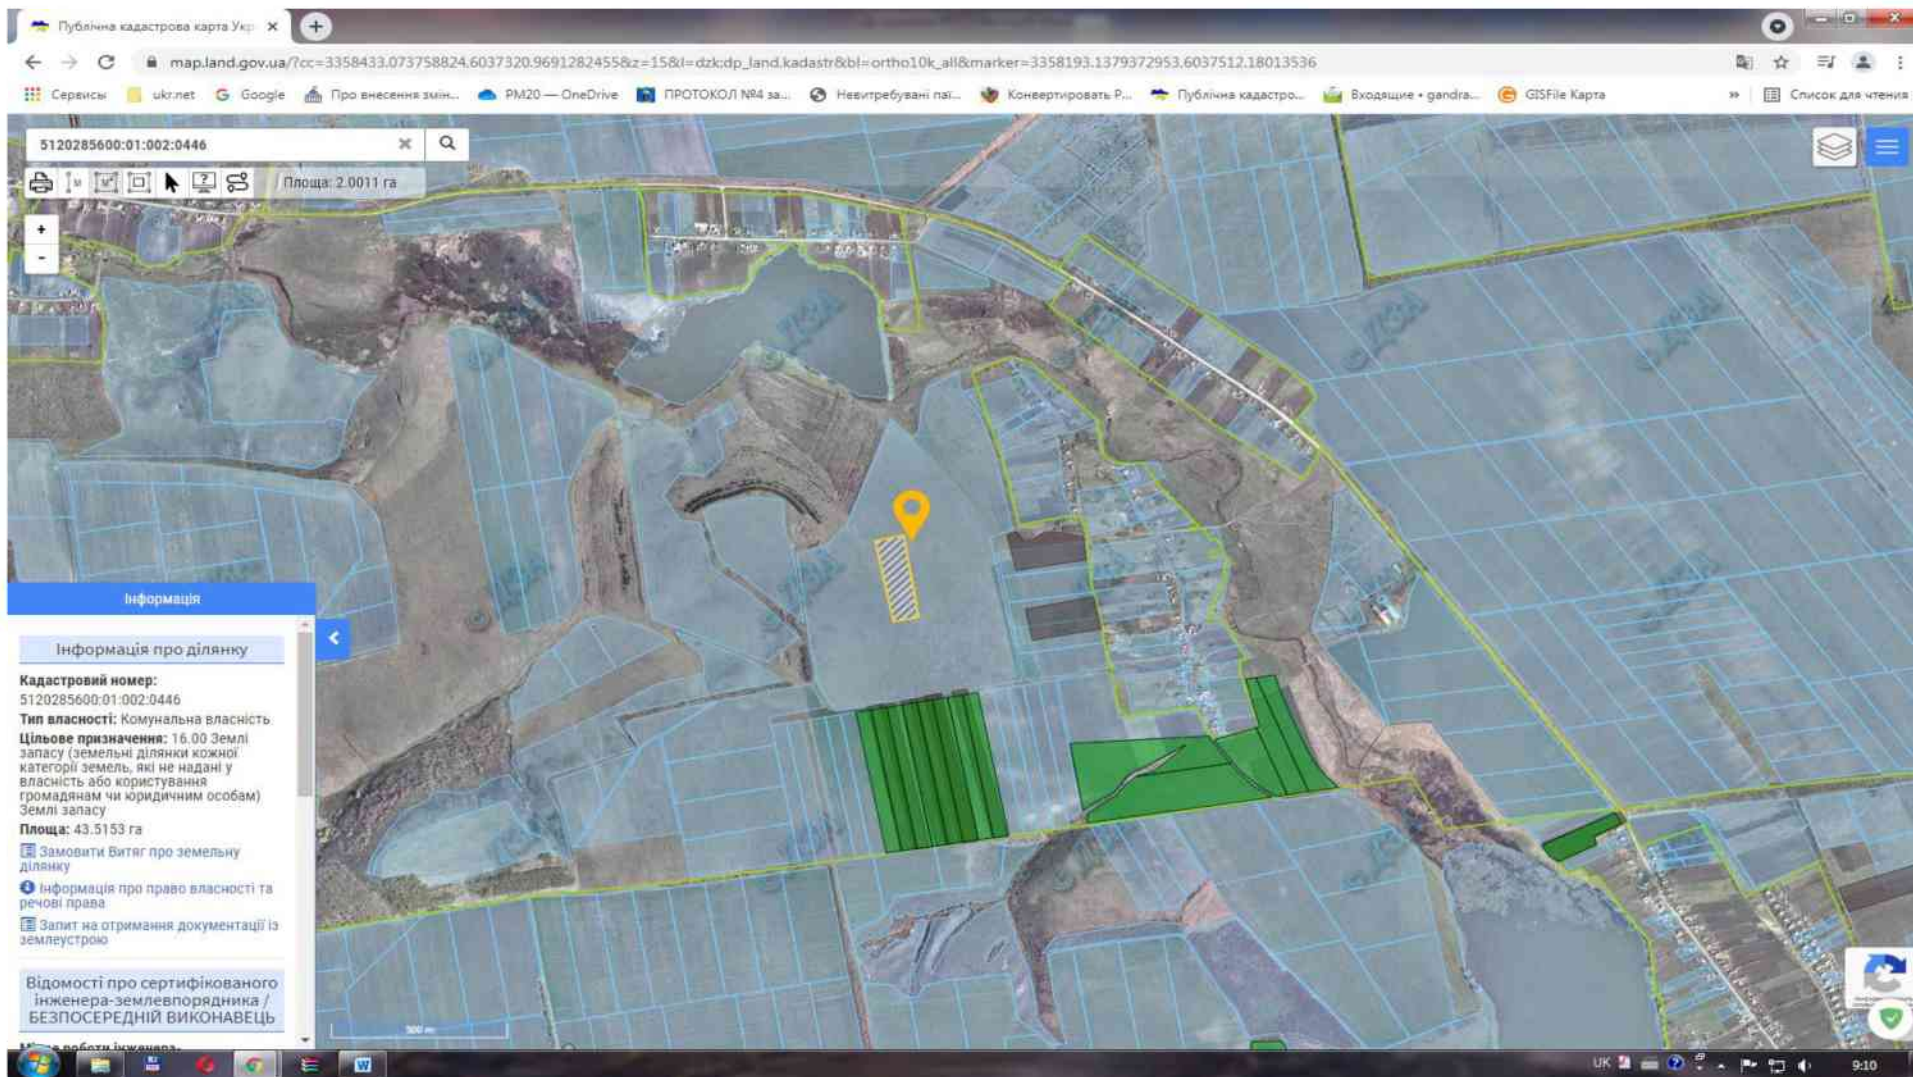 Публічна кадастрова карта Укр
map.land.gov.ua/?cc=3358433.073758824,6037320.969128245&z=15&l=dzk;dp_land,kadastr&bl=ortho10k_all&marker=3358193.1379372953,6037512.18013536
Сервисы ukr.net Google Про внесення змін... PM20 — OneDrive ПРОТОКОЛ №4 за... Невитребувані паї... Конвертировать P... Публічна кадастро... Входящие • gandra... GISFile Карта » Список для чтения
5120285600:01:002:0446
Площа: 2.0011 га
+
-
Інформація
Інформація про ділянку
Кадастровий номер:
5120285600:01:002:0446
Тип власності: Комунальна власність
Цільове призначення: 16.00 Землі
запасу (земельні ділянки кожної
категорії земель, які не надані у
власність або користування
громадянам чи юридичним особам)
Землі запасу
Площа: 43.5153 га
Замовити Витяг про земельну
ділянку
Інформація про право власності та
речові права
Запит на отримання документації із
землеустрою
Відомості про сертифікованого
інженера-землевпорядника /
БЕЗПОСЕРЕДНІЙ ВИКОНАВЕЦЬ
500 m
UK 9:10